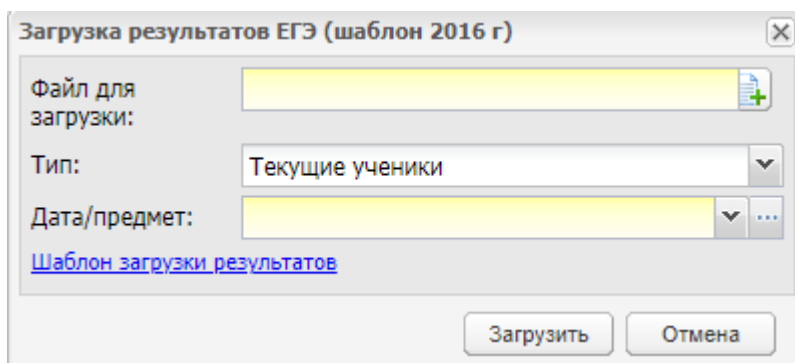 Загрузка результатов ЕГЭ (шаблон 2016 г)
Файл для
загрузки:
Тип:
Текущие ученики
Дата/предмет:
Шаблон загрузки результатов
Загрузить
Отмена